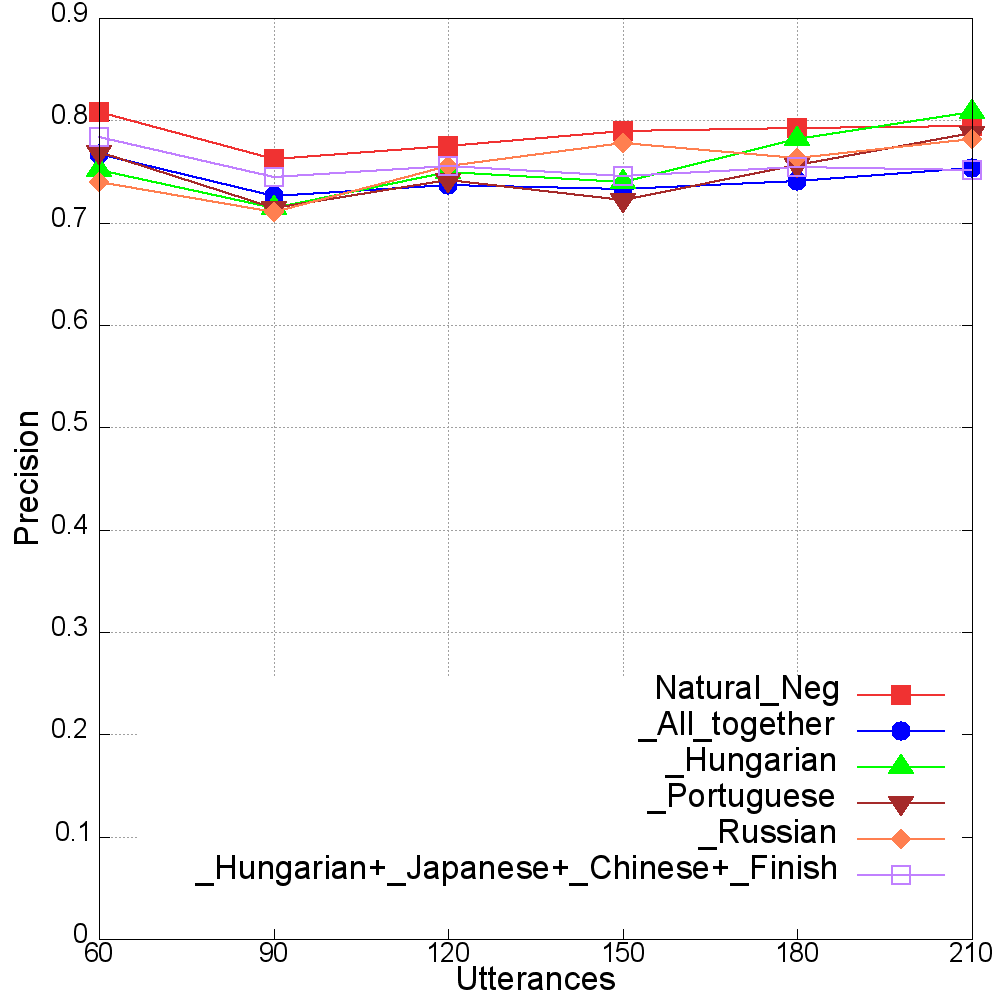 0.9
0.8
0.7
0.6
0.5
0.4
0.3
0.2
0.1
0
Precision
60 90 120 150 180 210
Utterances
Natural_Neg
_All_together
_Hungarian
_Portuguese
_Russian
_Hungarian+_Japanese+_Chinese+_Finish